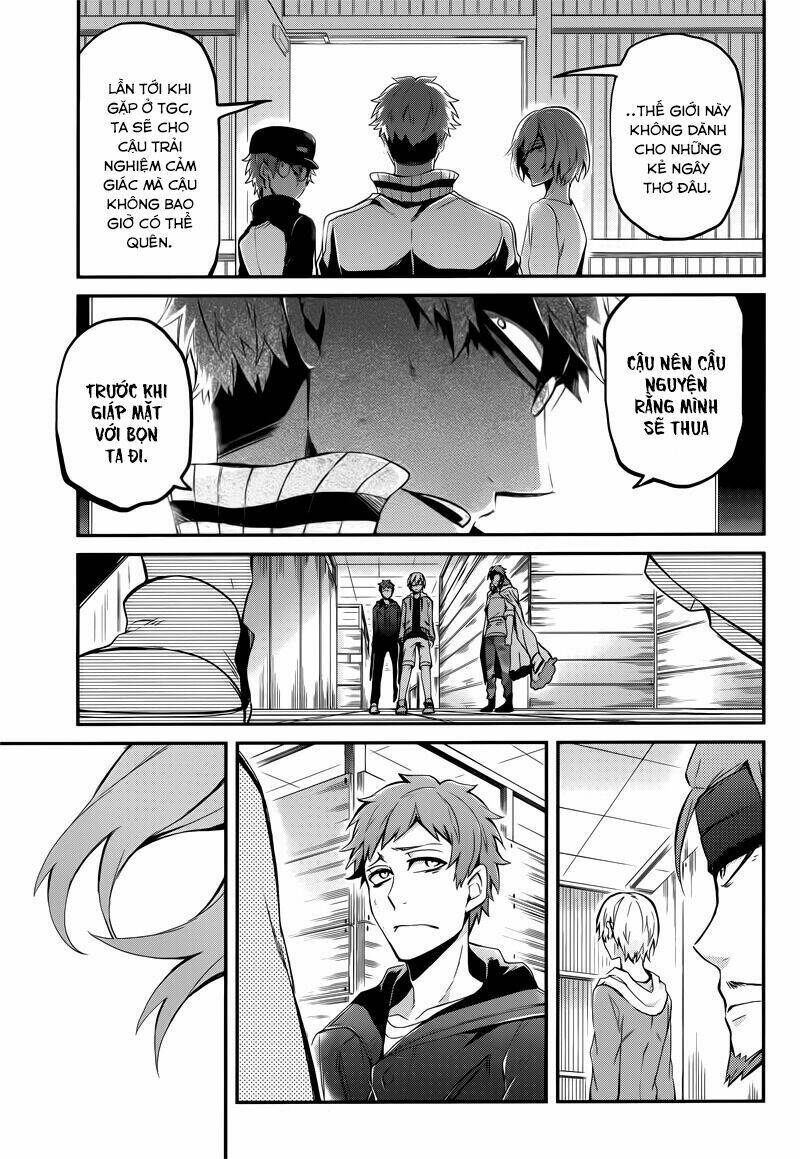 ..THẾ GIỚI NÀY
KHÔNG DÀNH
CHO NHỮNG
KẺ NGÂY
THƠ ĐÂU.
LẦN TỚI KHI
GẶP Ở TGC,
TA SẼ CHO
CẬU TRẢI
NGHIỆM CẢM
GIÁC MÀ CẬU
KHÔNG BAO
GIỜ CÓ THỂ
QUÊN.
CẬU NÊN CẦU
NGUYỆN
RẰNG MÌNH
SẼ THUA
TRƯỚC KHI
GIÁP MẶT
VỚI BỌN
TA ĐI.